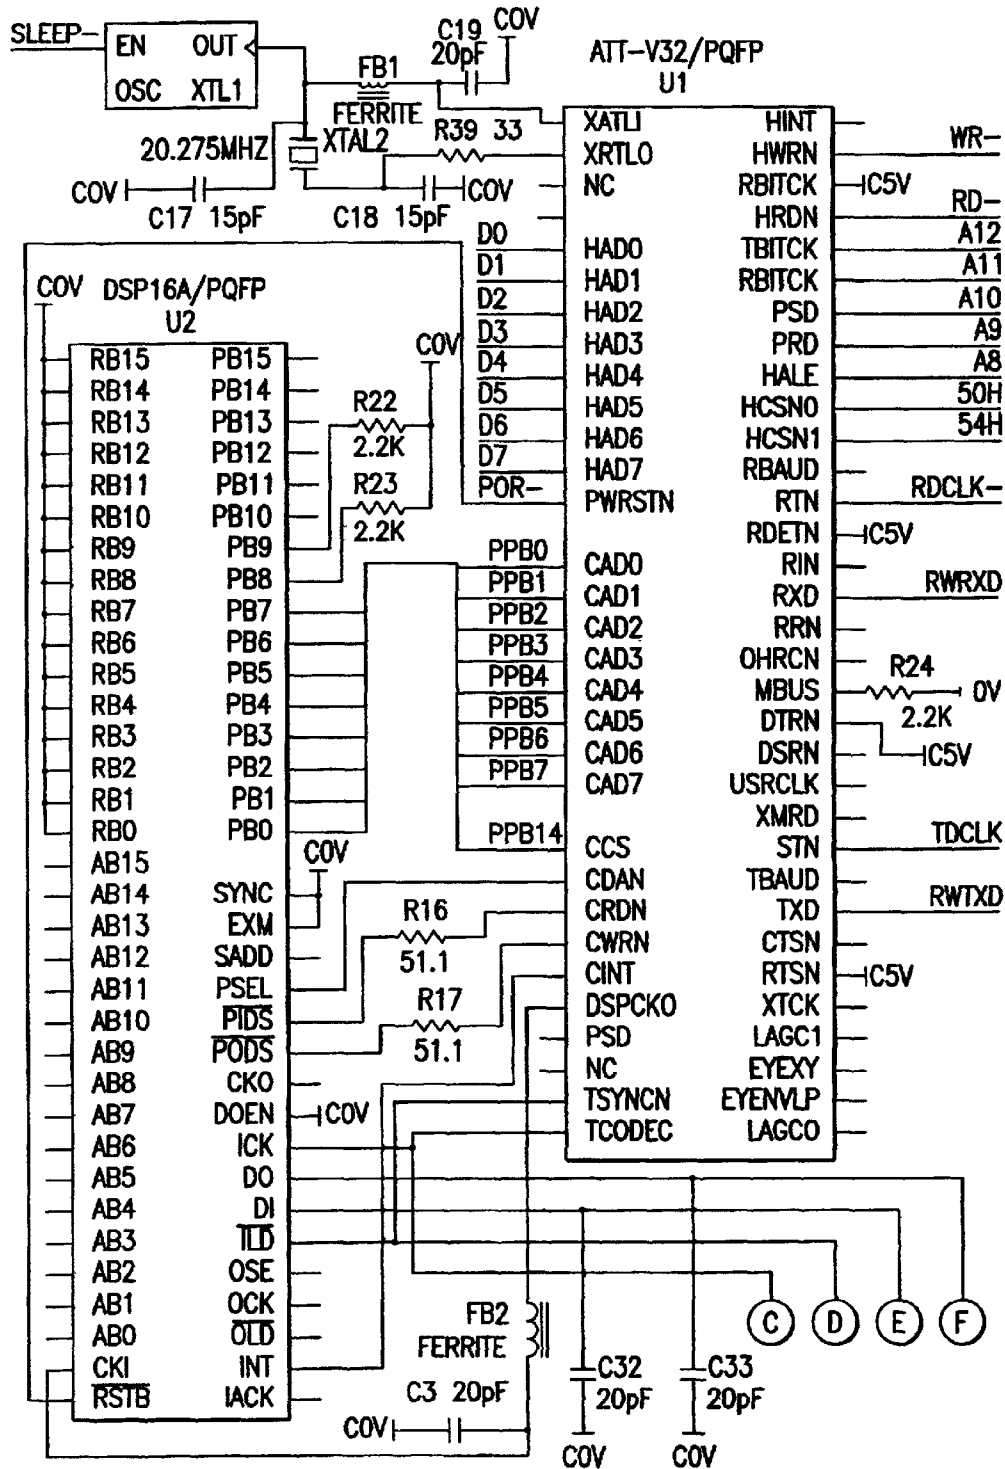 SLEEP-
EN OUT
OSC XTL1
C19
20pF
COV
FB1
FERRITE
ATT-V32/PQFP
U1
20.275MHZ
XTAL2
R39 33
COV
C17 15pF
C18 15pF
COV
XATLI HINT
XRTLO HWRN WR-
NC RBITCK C5V
HRDN RD-
D0 HAD0 TBITCK A12
D1 HAD1 RBITCK A11
D2 HAD2 PSD A10
D3 HAD3 PRD A9
D4 HAD4 HALE A8
D5 HAD5 HCSN0 50H
D6 HAD6 HCSN1 54H
D7 HAD7 RBAUD
POR- PWRSTN RTN RDCLK-
RDETN C5V
PPB0 CAD0 RIN
PPB1 CAD1 RXD RWRXD
PPB2 CAD2 RRN
PPB3 CAD3 OHRCN
PPB4 CAD4 MBUS R24 2.2K 0V
PPB5 CAD5 DTRN
PPB6 CAD6 DSRN C5V
PPB7 CAD7 USRCLK
XMRD
PPB14 CCS STN TDCLK
CDAN TBAUD
CRDN TXD RWTXD
CWRN CTSN
CINT RTSN C5V
DSPCKO XTCK
PSD LAGC1
NC EYEXY
TSYNCN EYENVLP
TCODEC LAGCO
COV
DSP16A/PQFP
U2
RB15 PB15
RB14 PB14
RB13 PB13
RB12 PB12
RB11 PB11
RB10 PB10
RB9 PB9
RB8 PB8
RB7 PB7
RB6 PB6
RB5 PB5
RB4 PB4
RB3 PB3
RB2 PB2
RB1 PB1
RB0 PB0
AB15
AB14 SYNC
AB13 EXM
AB12 SADD
AB11 PSEL
AB10 PIDS
AB9 PODS
AB8 CKO
AB7 DOEN COV
AB6 ICK
AB5 DO
AB4 DI
AB3 ILD
AB2 OSE
AB1 OCK
AB0 OLD
CKI INT
RSTB IACK
COV
R22
2.2K
R23
2.2K
COV
R16
51.1
R17
51.1
FB2
FERRITE
C3 20pF
COV
C32
20pF
COV
C33
20pF
COV
C D E F